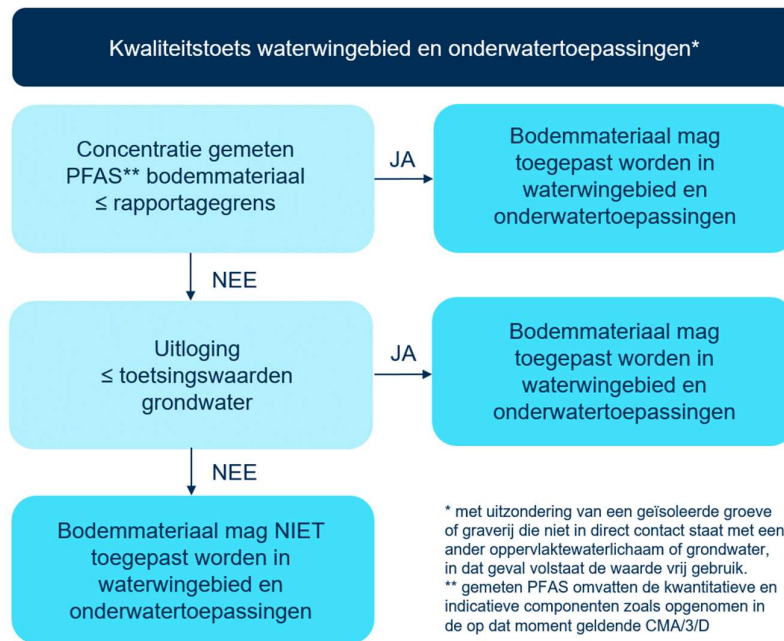 Kwaliteitstoets waterwingebied en onderwatertoepassingen*
Concentratie gemeten
PFAS** bodemmateriaal
≤ rapportagegrens
JA
Bodemmateriaal mag
toegepast worden in
waterwingebied en
onderwatertoepassingen
NEE
Uitloging
≤ toetsingswaarden
grondwater
JA
Bodemmateriaal mag
toegepast worden in
waterwingebied en
onderwatertoepassingen
NEE
Bodemmateriaal mag NIET
toegepast worden in
waterwingebied en
onderwatertoepassingen
* met uitzondering van een geïsoleerde groeve
of graverij die niet in direct contact staat met een
ander oppervlaktewaterlichaam of grondwater,
in dat geval volstaat de waarde vrij gebruik.
** gemeten PFAS omvatten de kwantitatieve en
indicatieve componenten zoals opgenomen in
de op dat moment geldende CMA/3/D